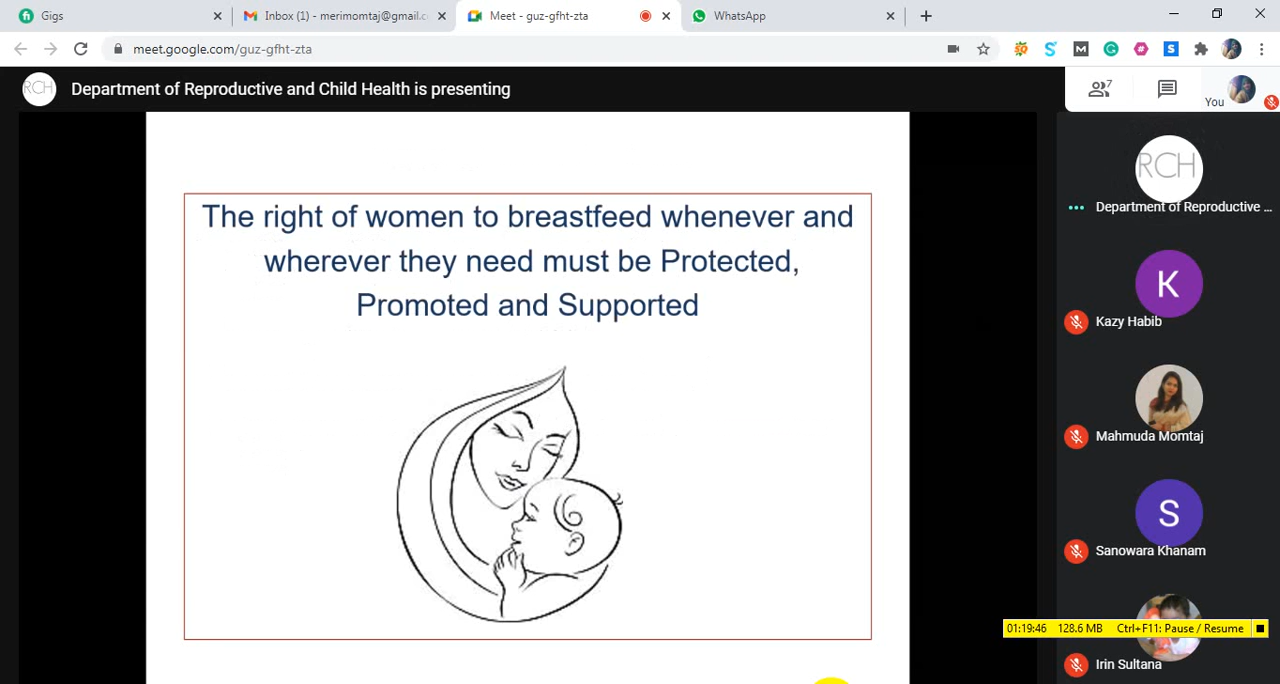 Gigs
Inbox (1) - merimomtaj@gmail.c
Meet - guz-gfht-zta
WhatsApp
meet.google.com/guz-gfht-zta
RCH
Department of Reproductive and Child Health is presenting
7
You
The right of women to breastfeed whenever and
wherever they need must be Protected,
Promoted and Supported
RCH
Department of Reproductive ...
K
Kazy Habib
Mahmuda Momtaj
S
Sanowara Khanam
01:19:46 128.6 MB Ctrl+F11: Pause / Resume
Irin Sultana